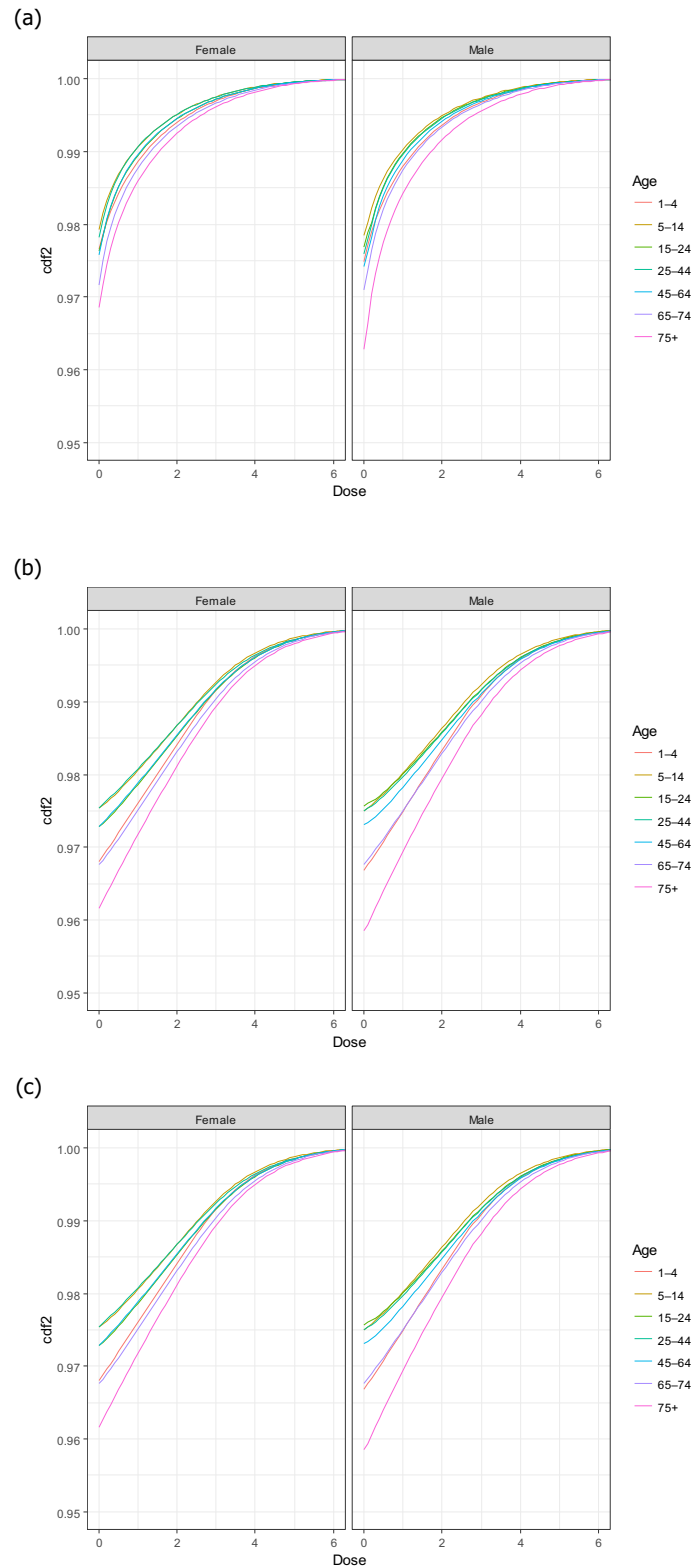 (a)
Female Male
1.00
0.99
0.98
0.97
0.96
0.95
cdf2
0 2 4 6 0 2 4 6
Dose
Age
1–4
5–14
15–24
25–44
45–64
65–74
75+
(b)
Female Male
1.00
0.99
0.98
0.97
0.96
0.95
cdf2
0 2 4 6 0 2 4 6
Dose
Age
1–4
5–14
15–24
25–44
45–64
65–74
75+
(c)
Female Male
1.00
0.99
0.98
0.97
0.96
0.95
cdf2
0 2 4 6 0 2 4 6
Dose
Age
1–4
5–14
15–24
25–44
45–64
65–74
75+